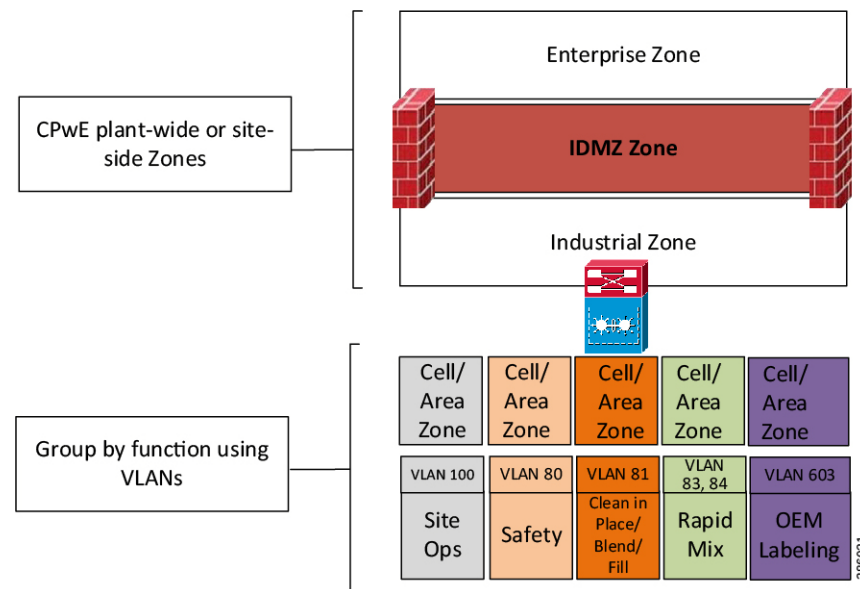 Enterprise Zone
CPwE plant-wide or site-
side Zones
IDMZ Zone
Industrial Zone
Group by function using
VLANs
Cell/
Area
Zone
Cell/
Area
Zone
Cell/
Area
Zone
Cell/
Area
Zone
Cell/
Area
Zone
VLAN 100
VLAN 80
VLAN 81
VLAN
83, 84
VLAN 603
Site
Ops
Safety
Clean in
Place/
Blend/
Fill
Rapid
Mix
OEM
Labeling